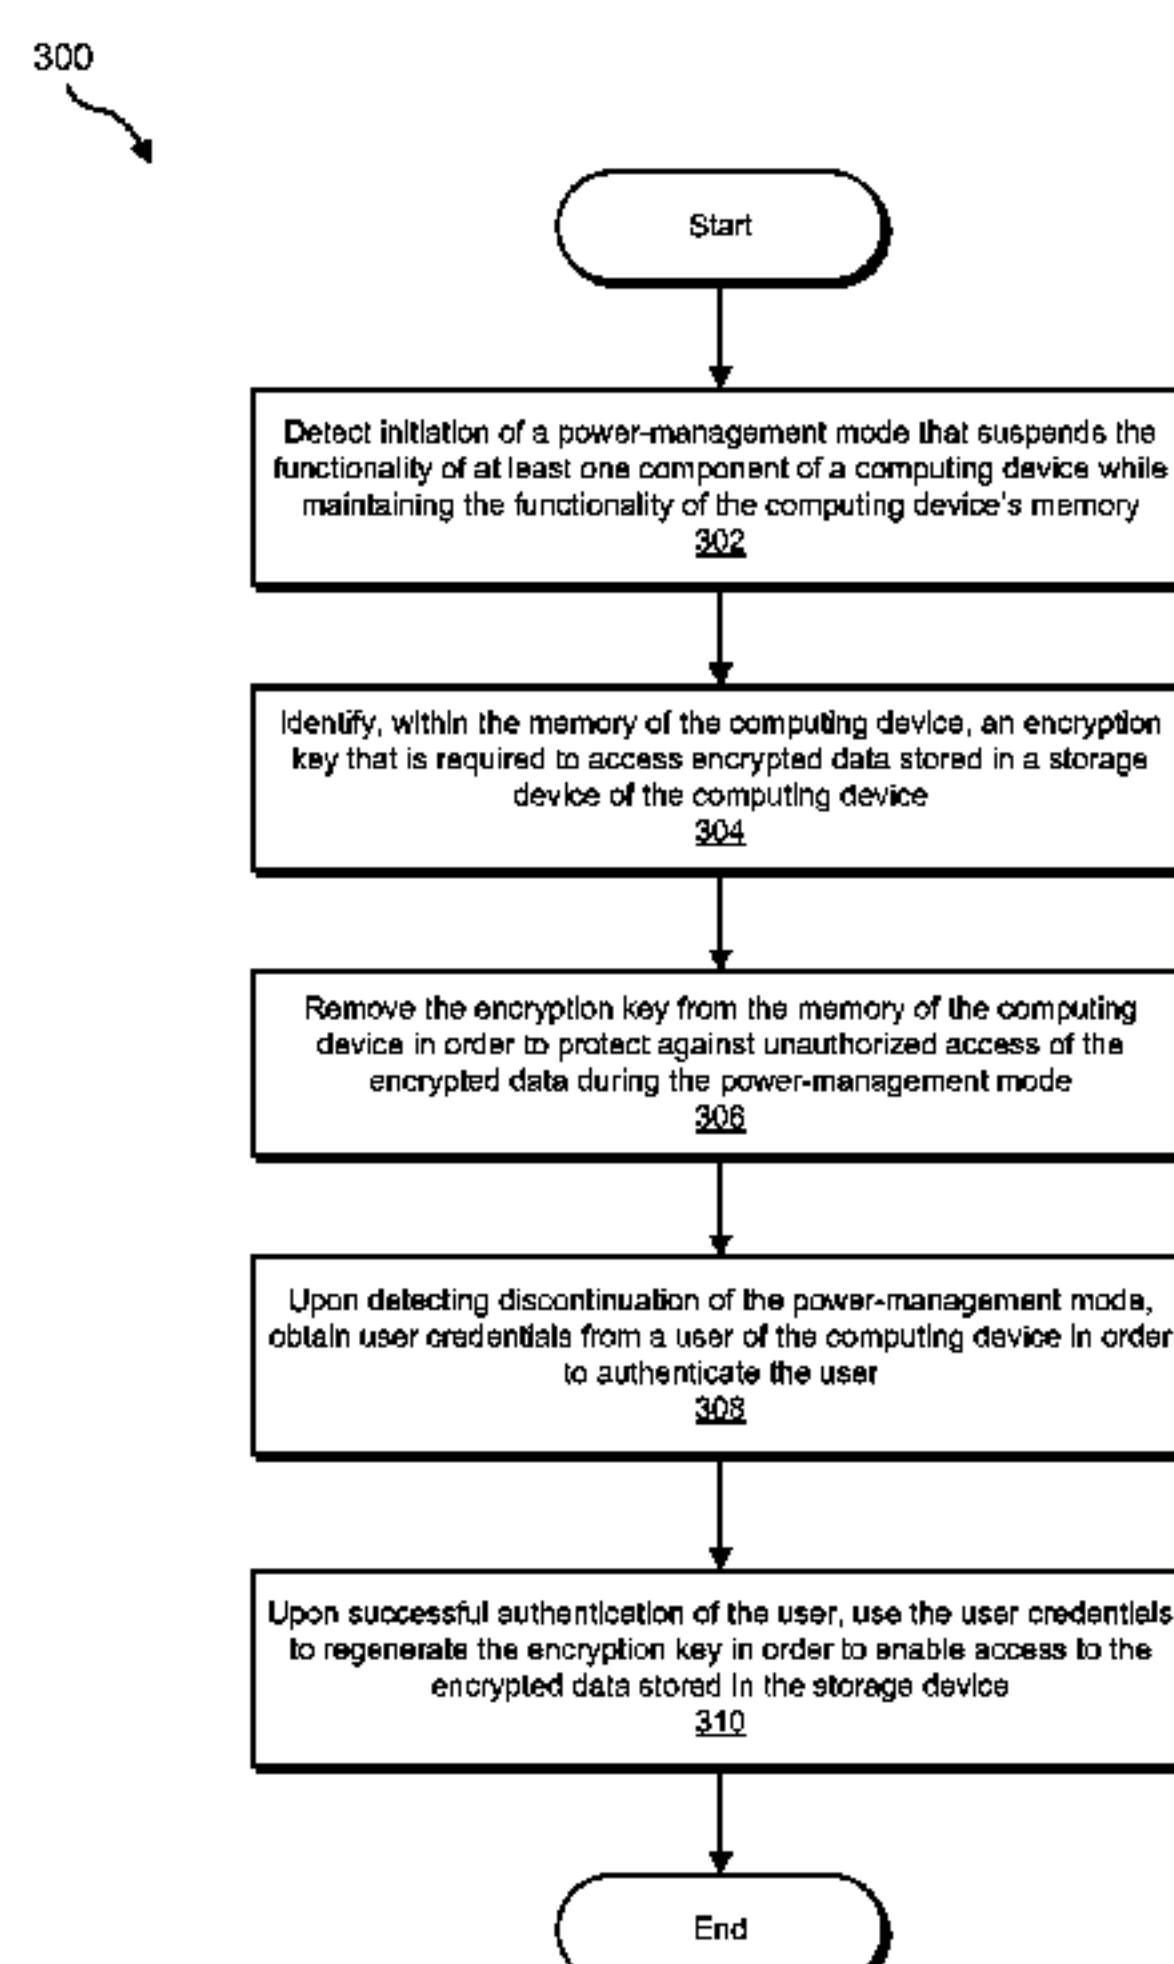 300
Start
Detect initiation of a power-management mode that suspends the
functionality of at least one component of a computing device while
maintaining the functionality of the computing device's memory
302
Identify, within the memory of the computing device, an encryption
key that is required to access encrypted data stored in a storage
device of the computing device
304
Remove the encryption key from the memory of the computing
device in order to protect against unauthorized access of the
encrypted data during the power-management mode
306
Upon detecting discontinuation of the power-management mode,
obtain user credentials from a user of the computing device in order
to authenticate the user
308
Upon successful authentication of the user, use the user credentials
to regenerate the encryption key in order to enable access to the
encrypted data stored in the storage device
310
End